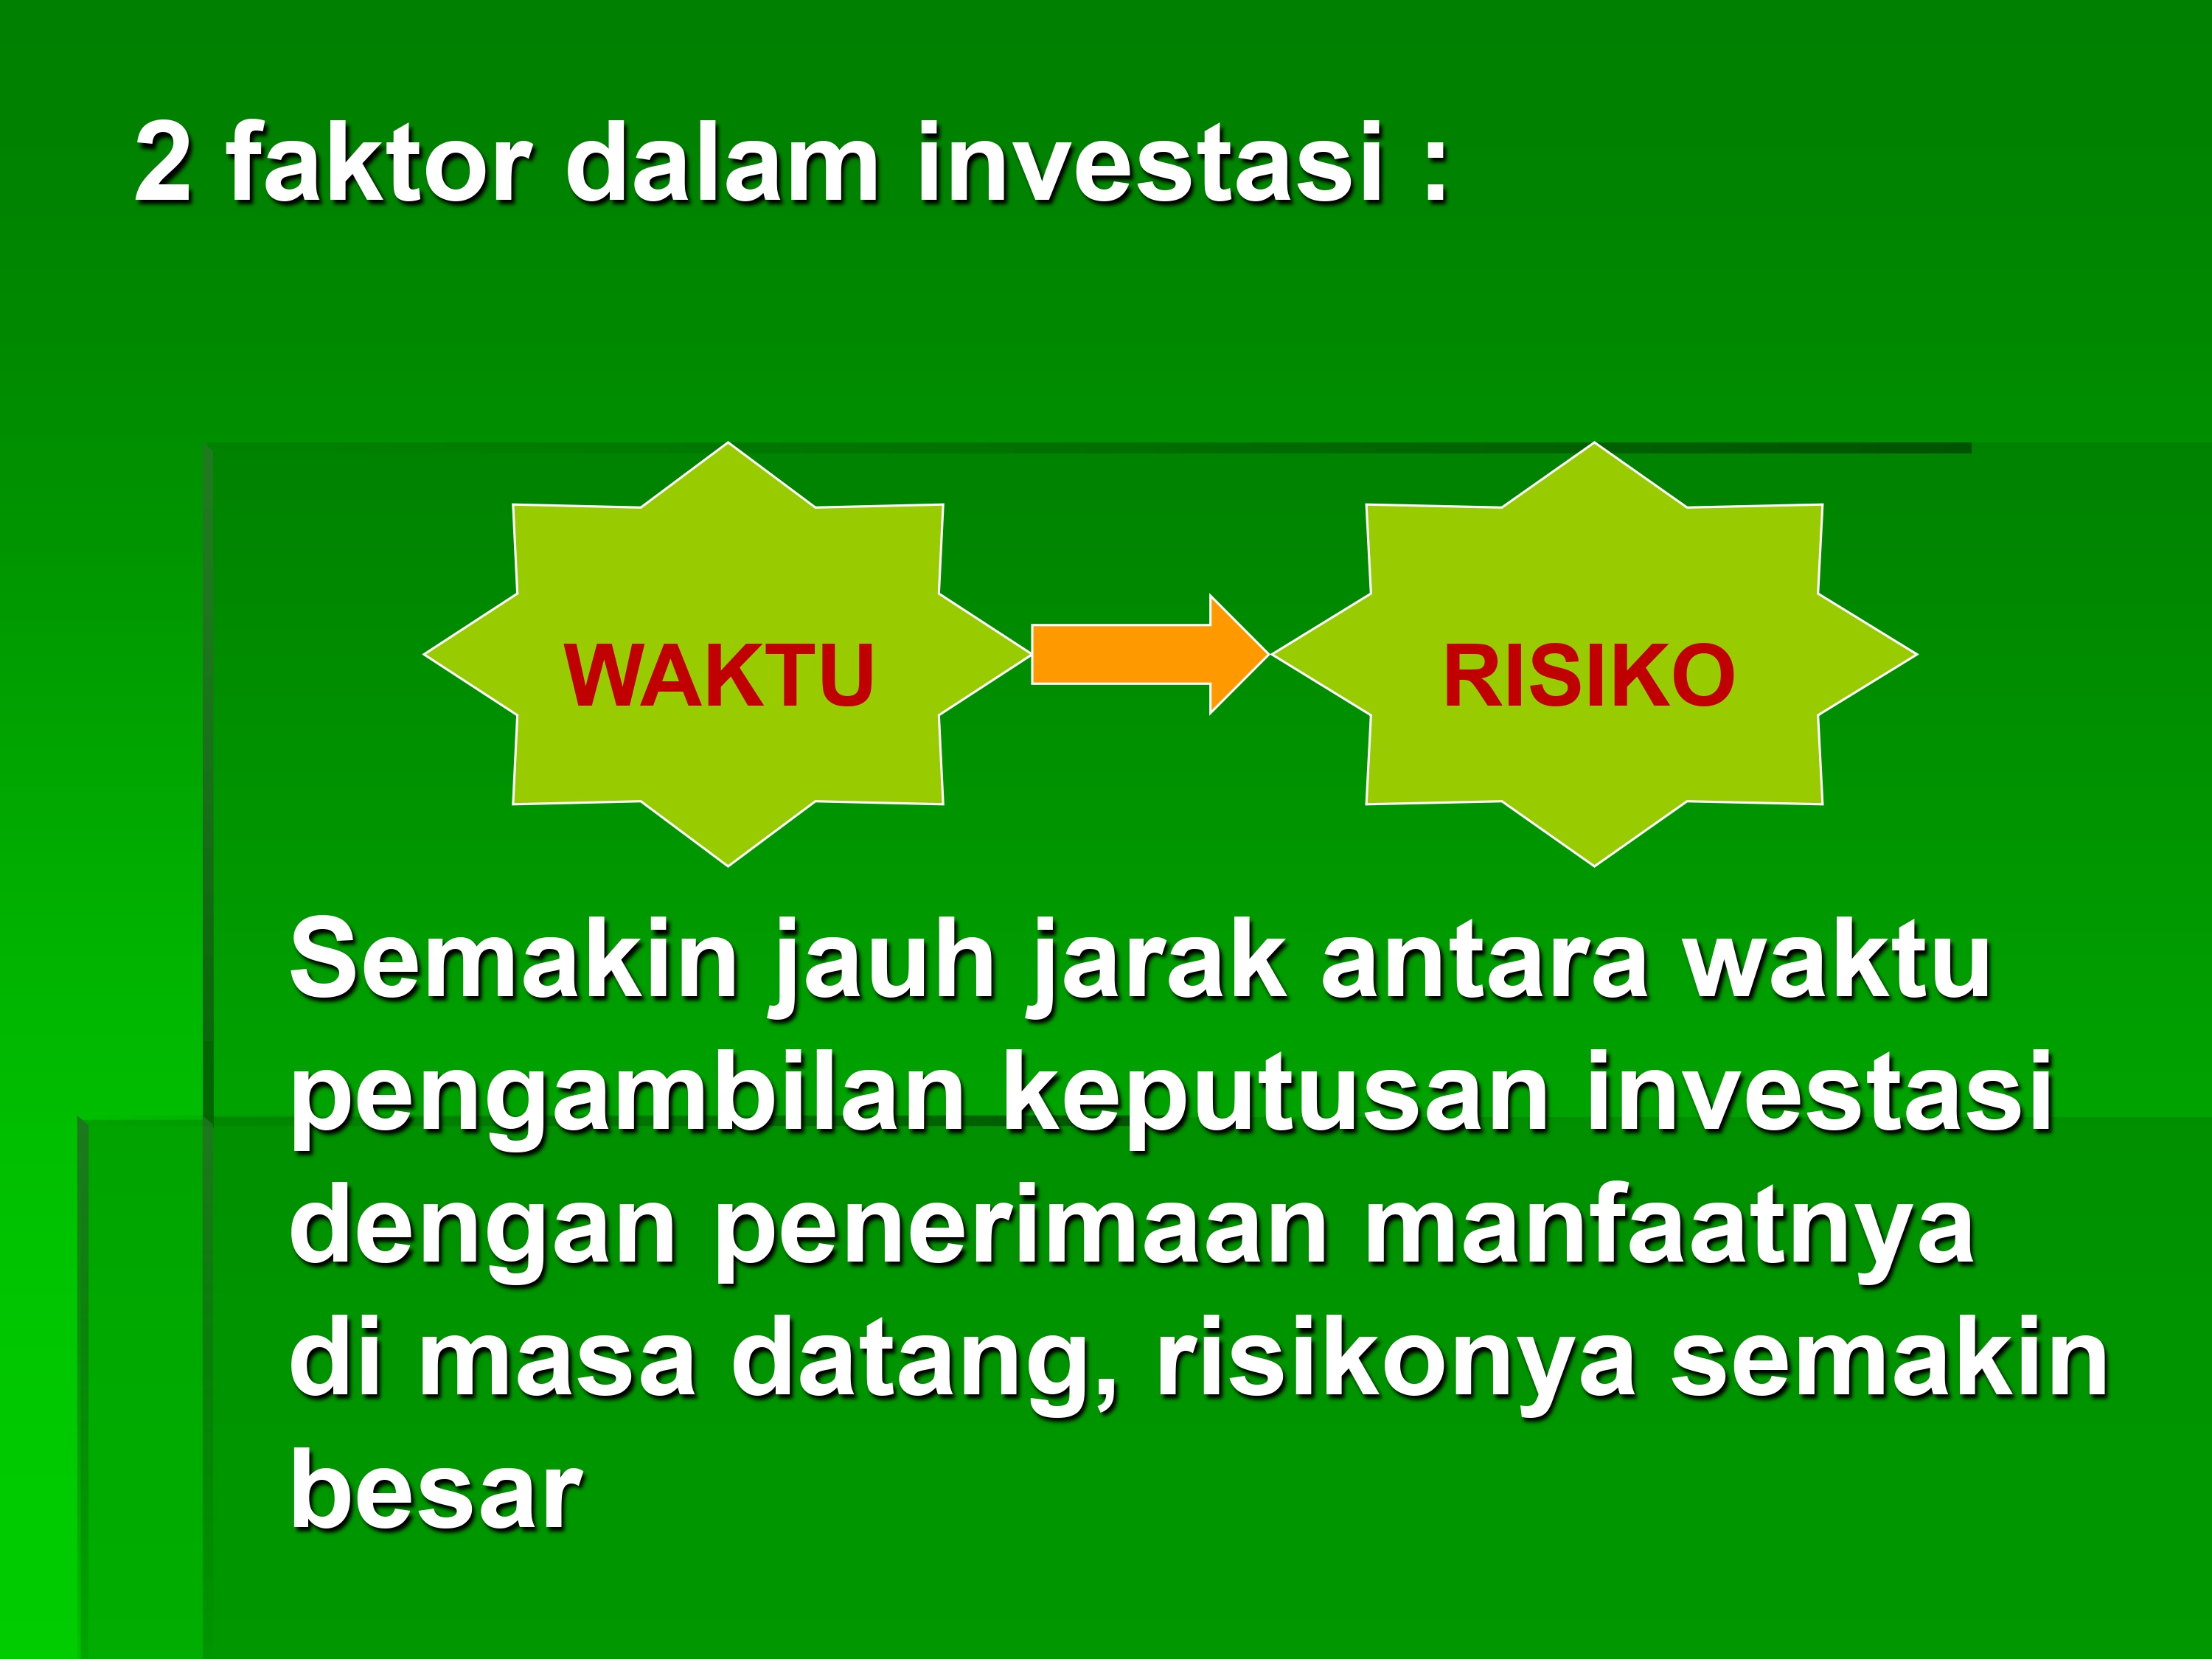 2 faktor dalam investasi :
WAKTU
RISIKO
Semakin jauh jarak antara waktu
pengambilan keputusan investasi
dengan penerimaan manfaatnya
di masa datang, risikonya semakin
besar